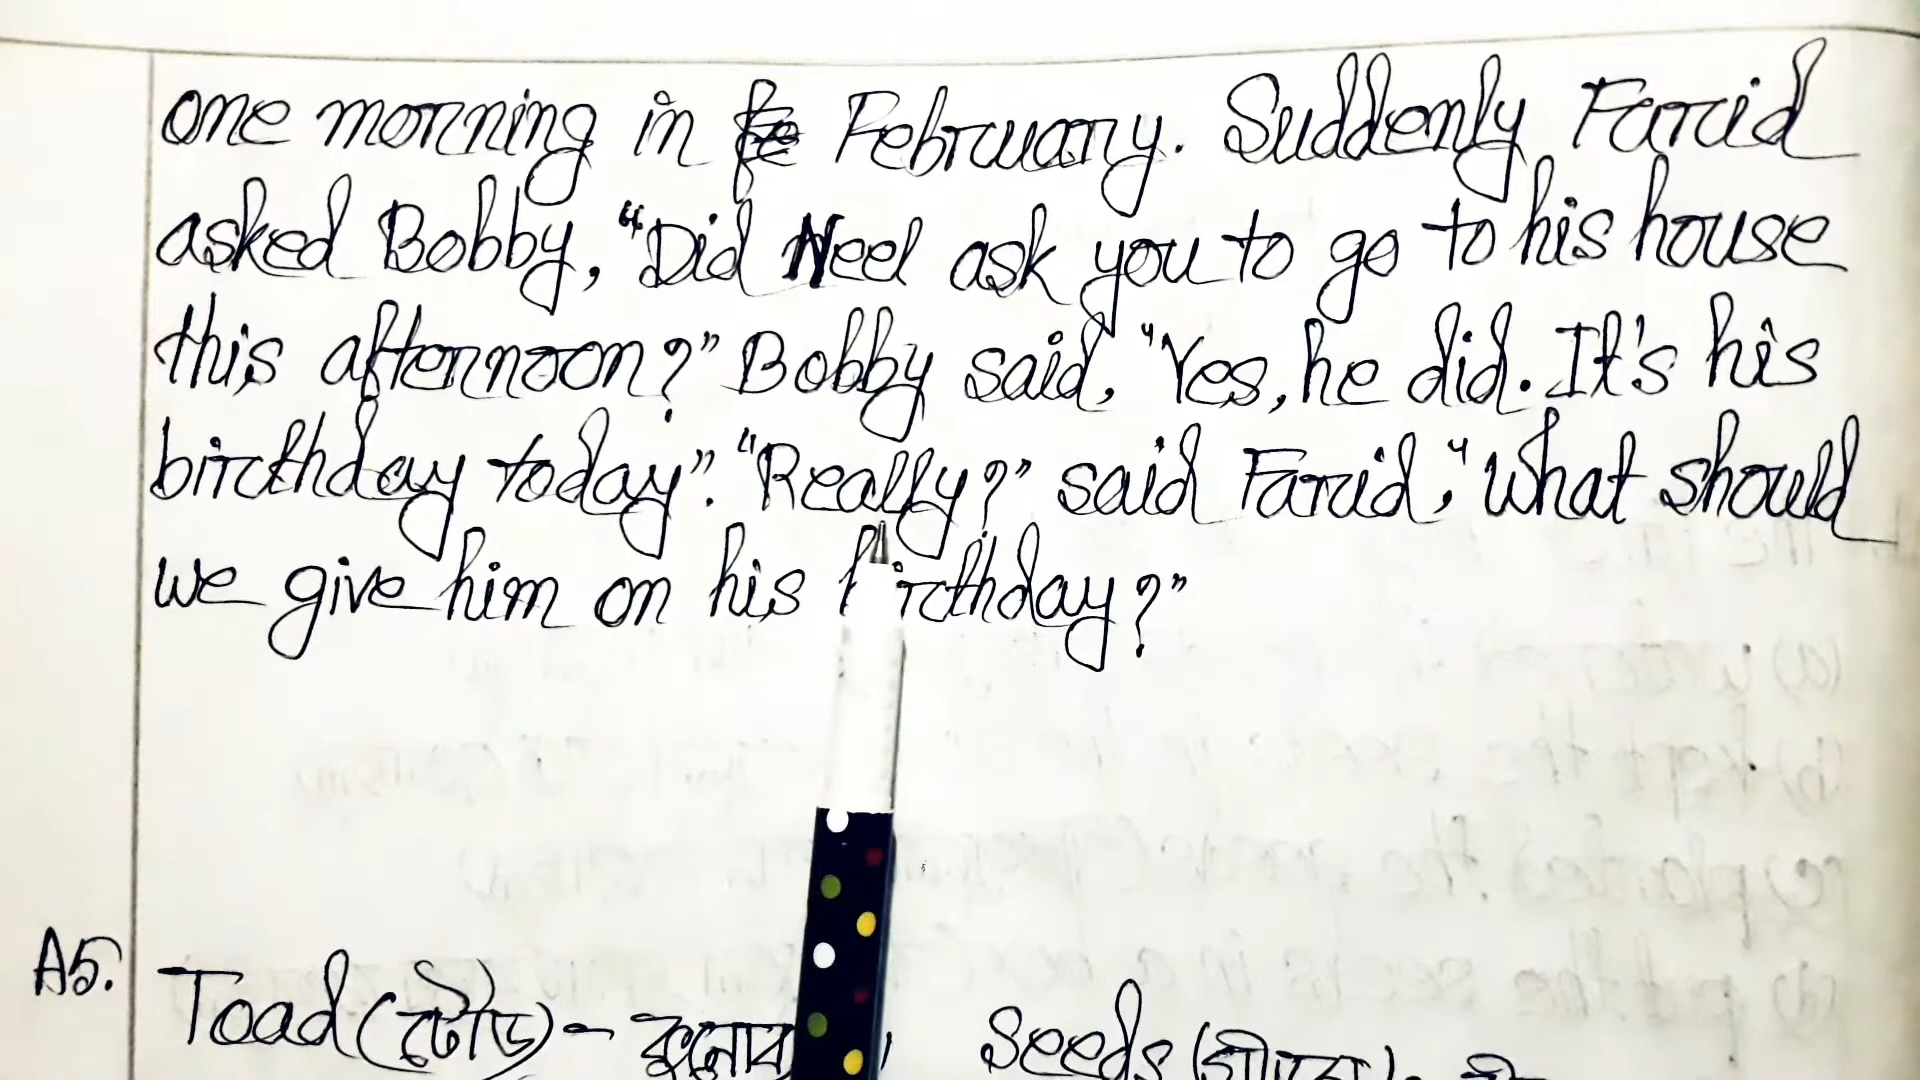 one morning in February. Suddenly Farid
asked Bobby, "Did Neel ask you to go to his house
this afternoon?" Bobby said, "Yes, he did. It's his
birthday today". "Really?" said Farid, "What should
we give him on his birthday?"
A5. Toad (টোড) - Seeds